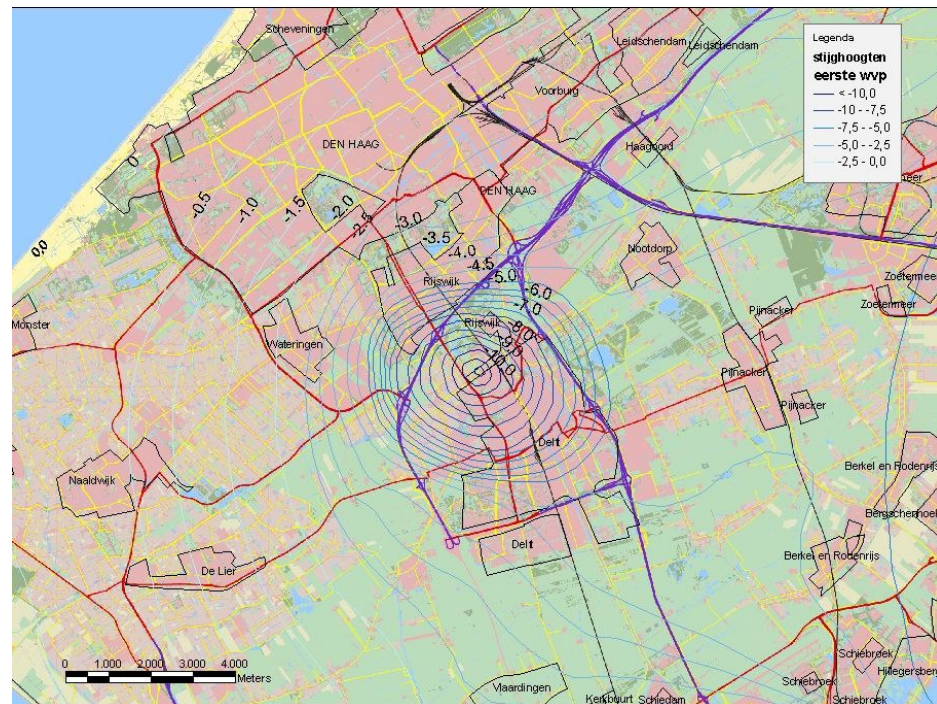 Scheveningen
Leidschendam
Leidschendam
Voorburg
DEN HAAG
Haagoord
DEN HAAG
0
-0.5
-1.0
-1.5
-2.0
-2.5
-3.0
-3.5
-4.0
-4.5
-5.0
-6.0
-7.0
-8.0
-9.0
-10.0
0,0
Nootdorp
Zoetermeer
Zoetermeer
Rijswijk
Rijswijk
Monster
Wateringen
Pijnacker
Pijnacker
Pijnacker
Delft
Naaldwijk
Berkel en Rodenrijs
Delft
De Lier
Berkel en Rodenrijs
Schiebroek
Schiebroek
Schiebroek
Vlaardingen
Kerkbuurt
Schiedam
Legenda
stijghoogten
eerste wvp
< -10,0
-10 - -7,5
-7,5 - -5,0
-5,0 - -2,5
-2,5 - 0,0
0 1.000 2.000 3.000 4.000
Meters